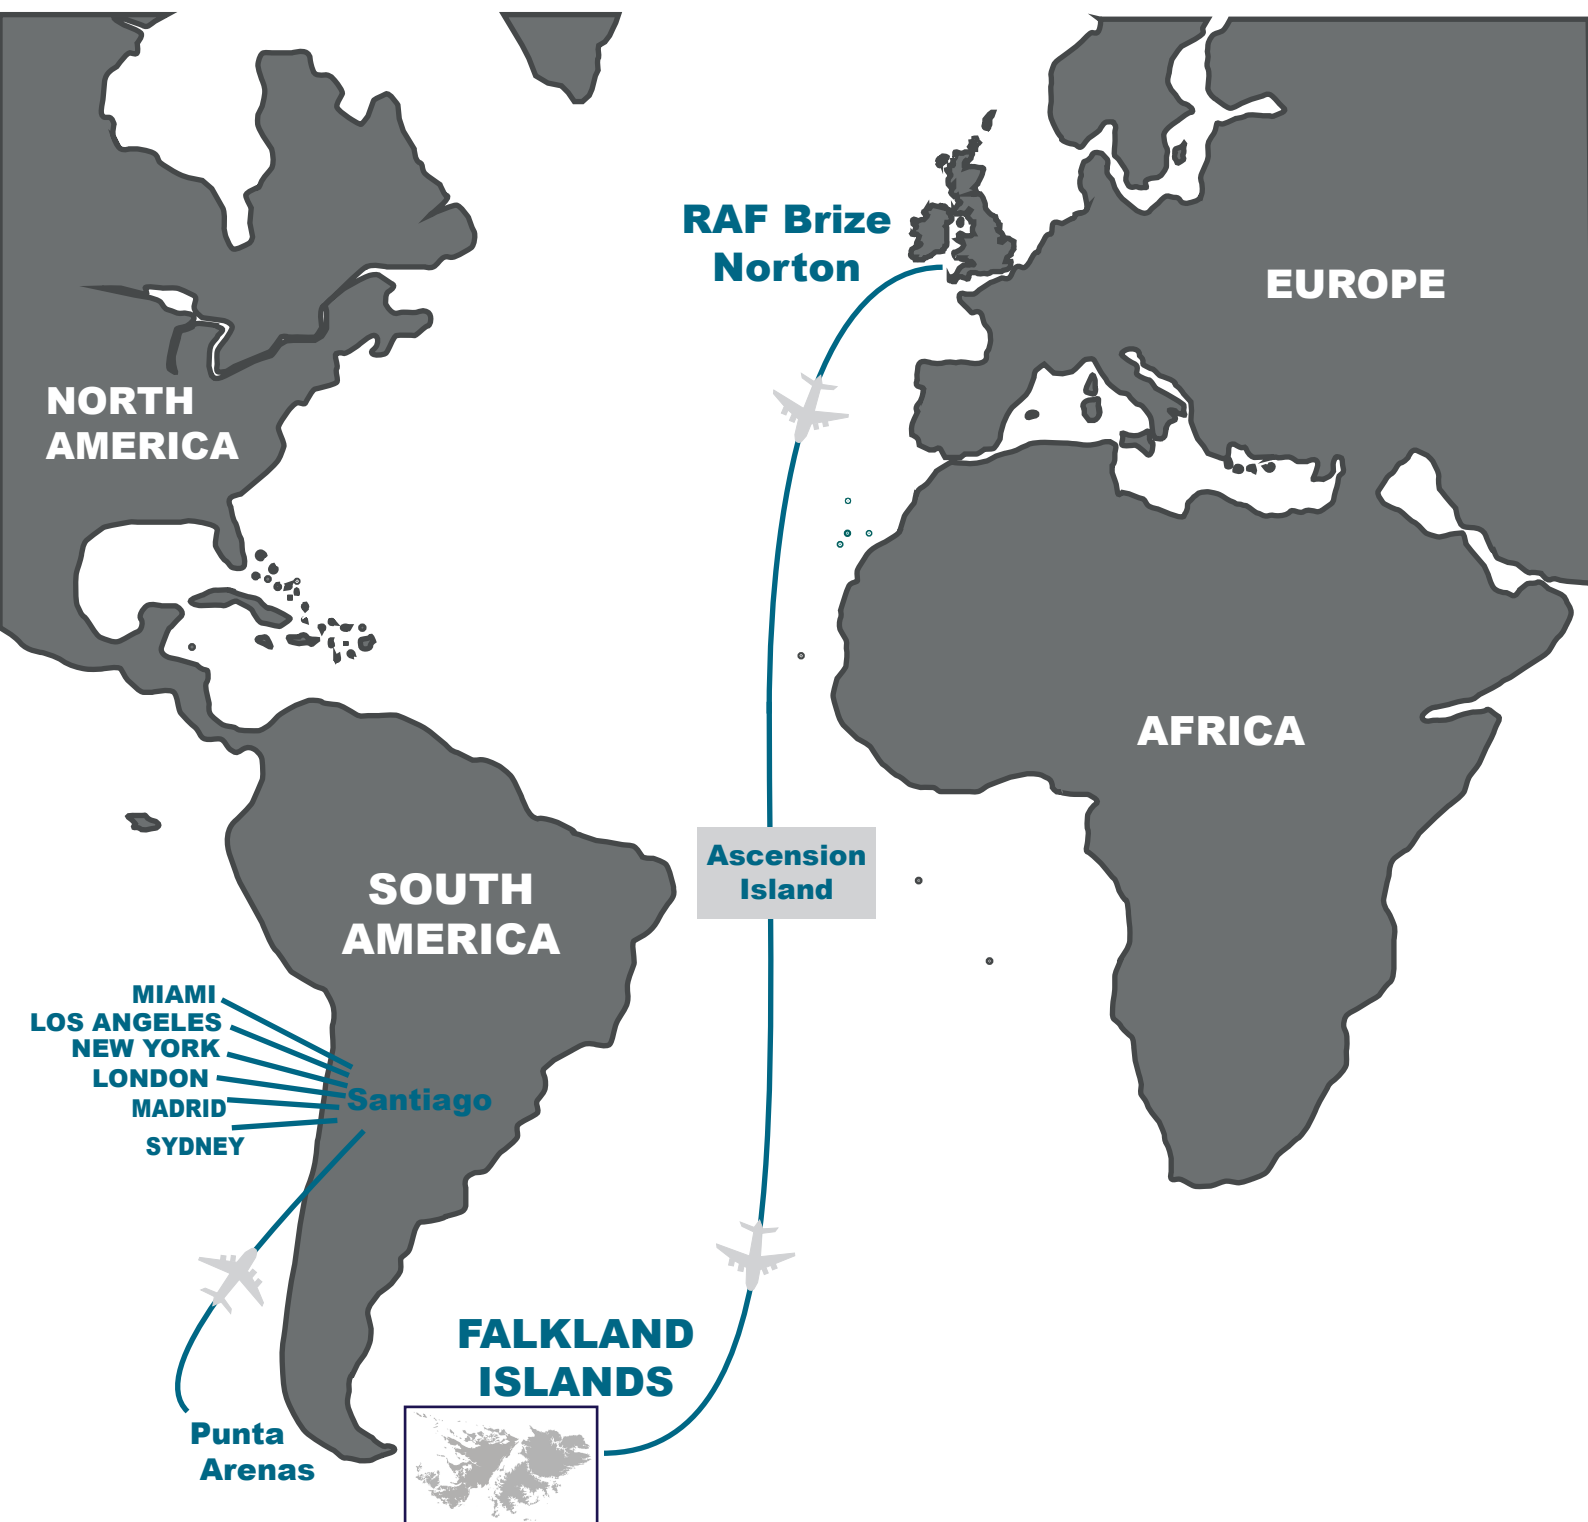 RAF Brize
Norton
EUROPE
NORTH
AMERICA
AFRICA
Ascension
Island
SOUTH
AMERICA
MIAMI
LOS ANGELES
NEW YORK
LONDON
MADRID
SYDNEY
Santiago
FALKLAND
ISLANDS
Punta
Arenas